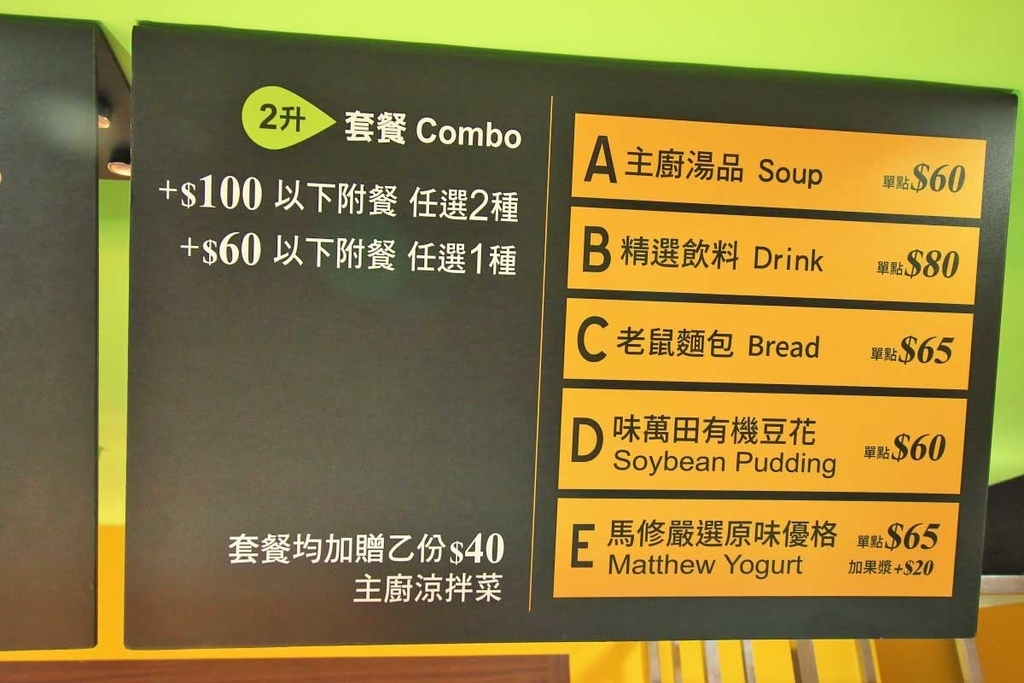 2升 套餐 Combo
+$100 以下附餐 任選2種
+$60 以下附餐 任選1種
套餐均加贈乙份$40
主廚涼拌菜
A 主廚湯品 Soup 單點$60
B 精選飲料 Drink 單點$80
C 老鼠麵包 Bread 單點$65
D 味萬田有機豆花
Soybean Pudding 單點$60
E 馬修嚴選原味優格 單點$65
Matthew Yogurt 加果漿+$20